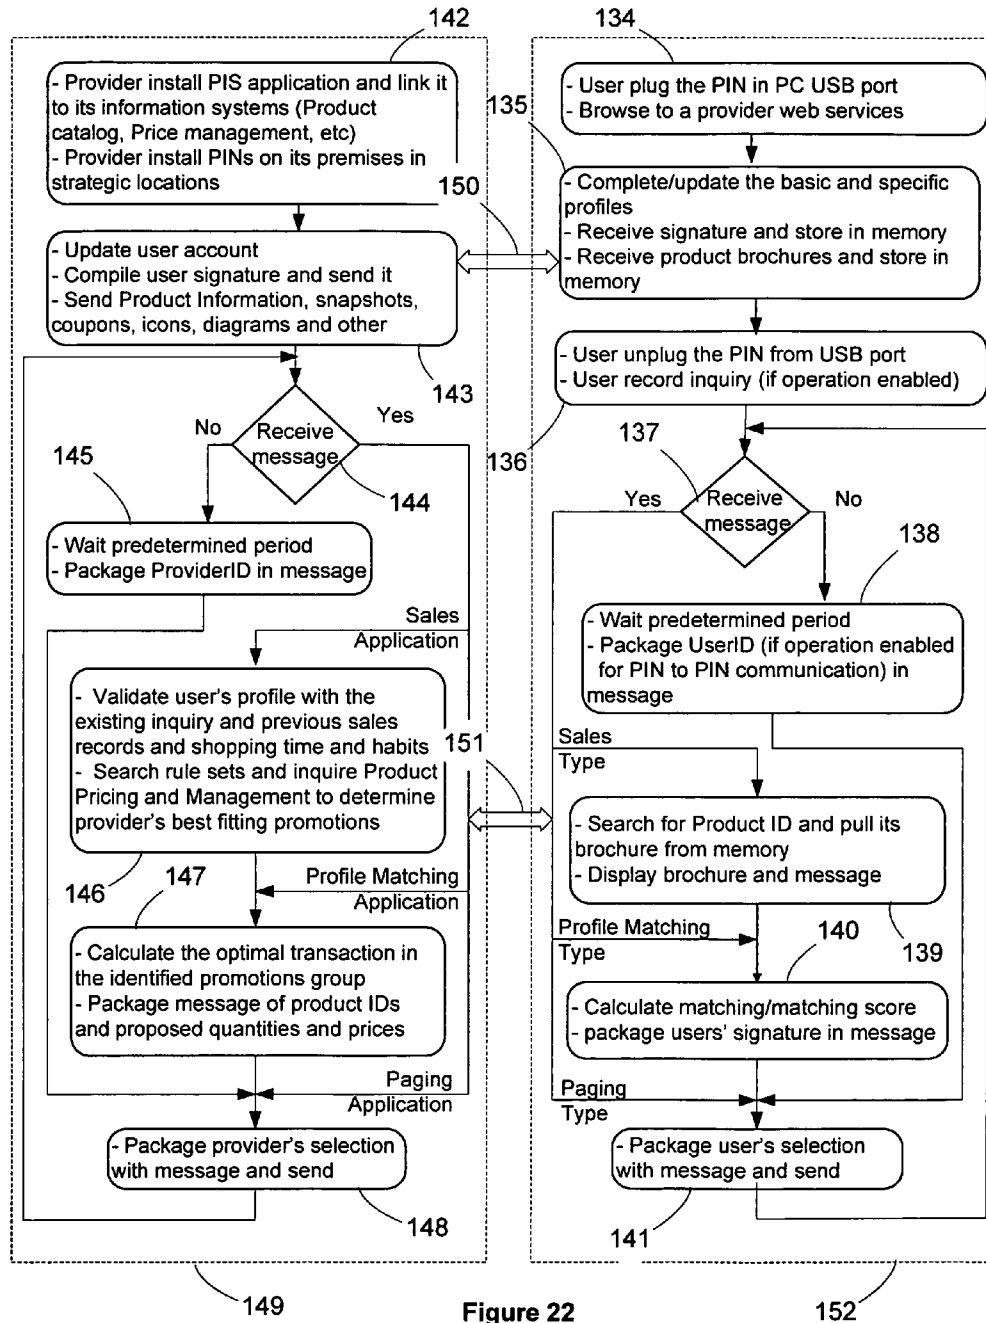 142
- Provider install PIS application and link it
to its information systems (Product
catalog, Price management, etc)
- Provider install PINs on its premises in
strategic locations
- Update user account
- Compile user signature and send it
- Send Product Information, snapshots,
coupons, icons, diagrams and other
143
Receive
message
No
Yes
144
145
- Wait predetermined period
- Package ProviderID in message
Sales
Application
- Validate user's profile with the
existing inquiry and previous sales
records and shopping time and habits
- Search rule sets and inquire Product
Pricing and Management to determine
provider's best fitting promotions
146
147
Profile Matching
Application
- Calculate the optimal transaction in
the identified promotions group
- Package message of product IDs
and proposed quantities and prices
Paging
Application
- Package provider's selection
with message and send
148
149
150
151
134
- User plug the PIN in PC USB port
- Browse to a provider web services
135
- Complete/update the basic and specific
profiles
- Receive signature and store in memory
- Receive product brochures and store in
memory
- User unplug the PIN from USB port
- User record inquiry (if operation enabled)
136
137
Yes
Receive
message
No
138
- Wait predetermined period
- Package UserID (if operation enabled
for PIN to PIN communication) in
message
Sales
Type
- Search for Product ID and pull its
brochure from memory
- Display brochure and message
139
Profile Matching
Type
140
- Calculate matching/matching score
- package users' signature in message
Paging
Type
- Package user's selection
with message and send
141
152
Figure 22